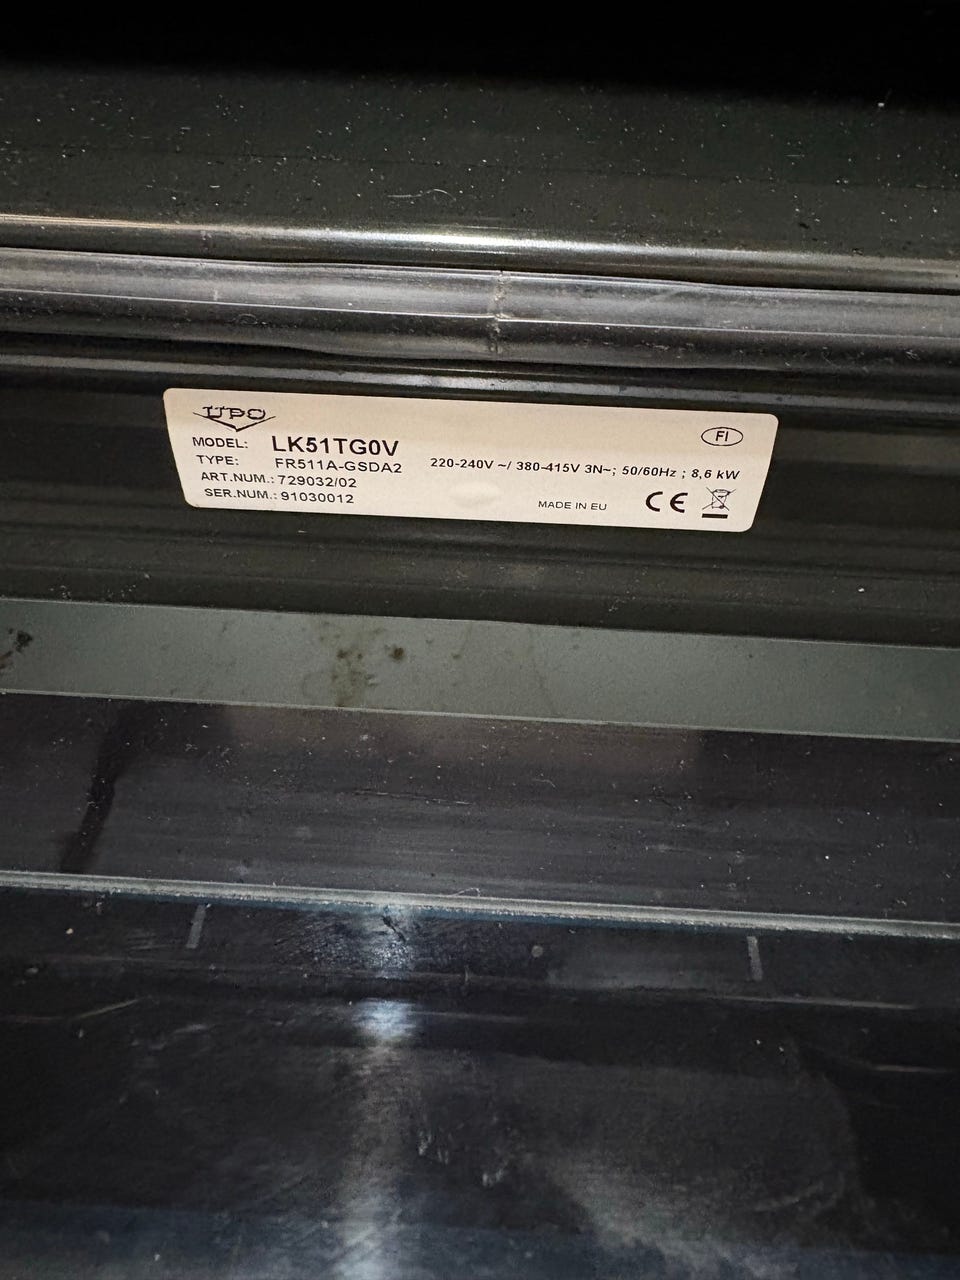 UPO
FI
MODEL: LK51TG0V
TYPE: FR511A-GSDA2 220-240V ~/ 380-415V 3N~; 50/60Hz ; 8,6 kW
ART.NUM.: 729032/02
SER.NUM.: 91030012 MADE IN EU CE